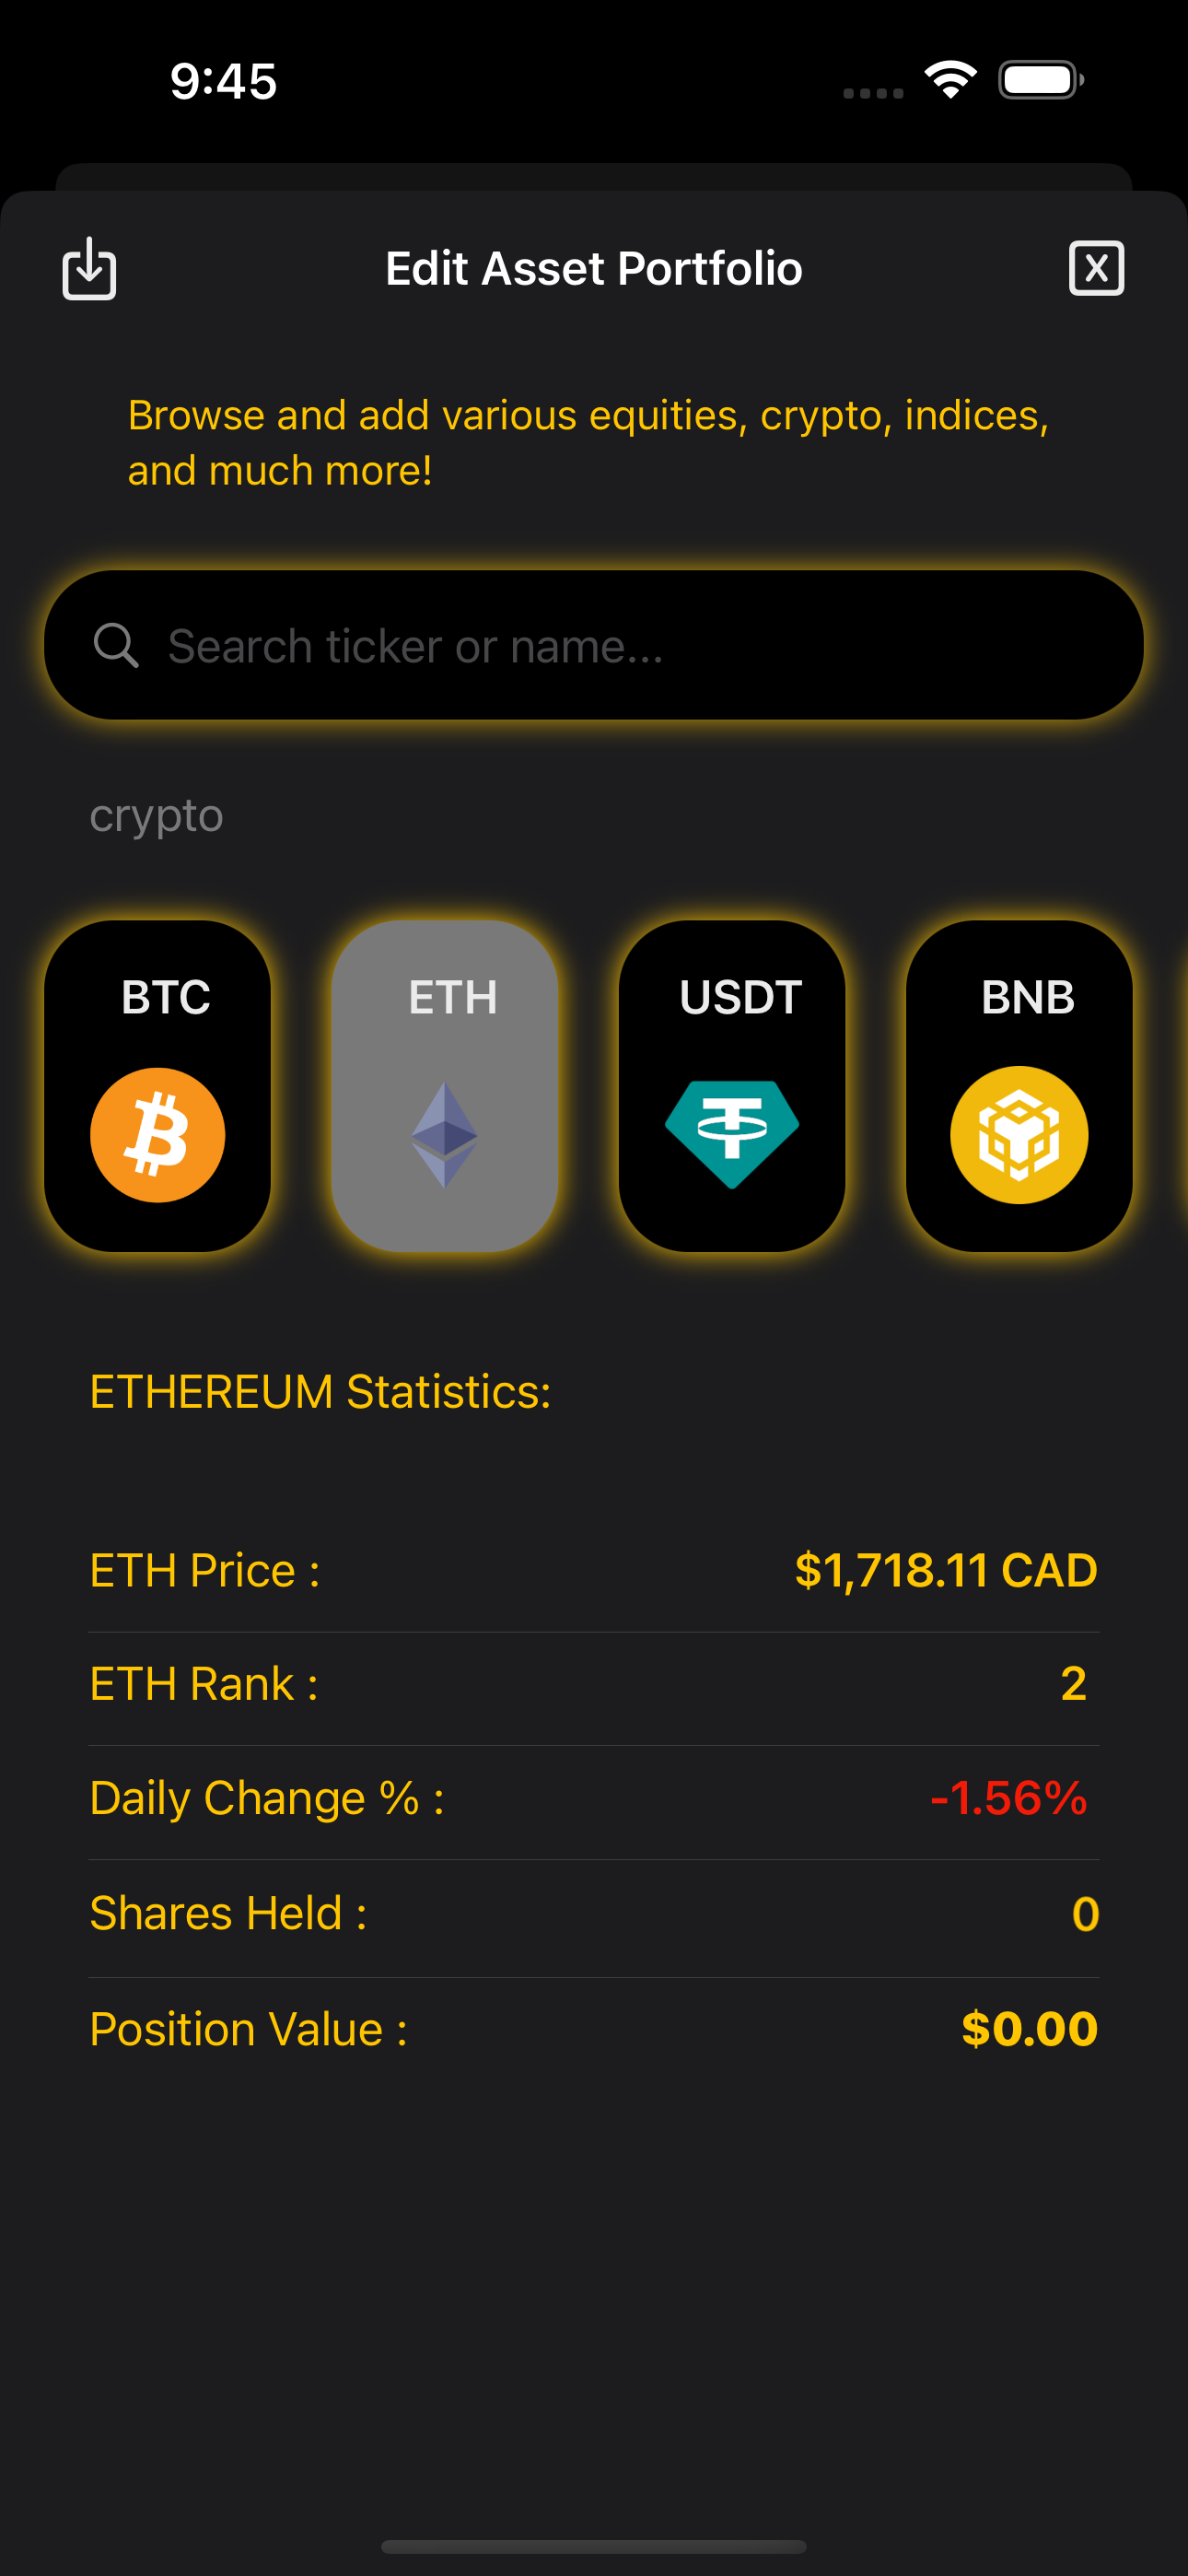 9:45
Edit Asset Portfolio
Browse and add various equities, crypto, indices,
and much more!
Search ticker or name...
crypto
BTC ETH USDT BNB
ETHEREUM Statistics:
ETH Price : $1,718.11 CAD
ETH Rank : 2
Daily Change % : -1.56%
Shares Held : 0
Position Value : $0.00